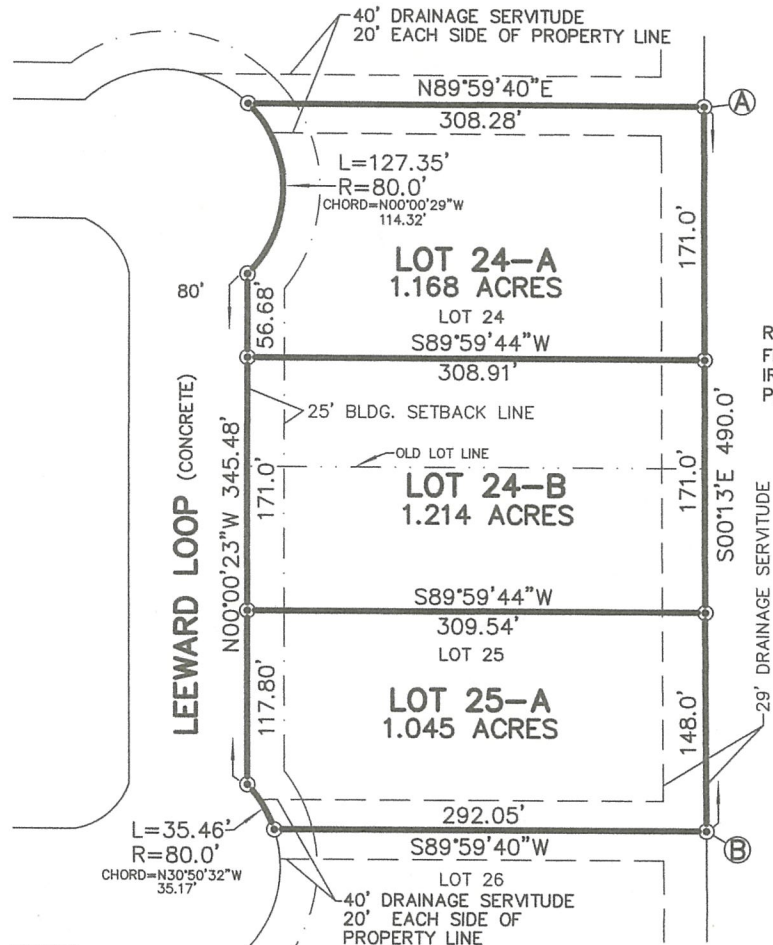 40' DRAINAGE SERVITUDE
20' EACH SIDE OF PROPERTY LINE
N89°59'40"E
308.28'
A
L=127.35'
R=80.0'
CHORD=N00°00'29"W
114.32'
171.0'
LOT 24-A
1.168 ACRES
80'
56.68'
LOT 24
S89°59'44"W
308.91'
R
F
IR
P
25' BLDG. SETBACK LINE
LEEWARD LOOP (CONCRETE)
N00°00'23"W 345.48'
171.0'
OLD LOT LINE
LOT 24-B
1.214 ACRES
171.0'
S00°13'E 490.0'
29' DRAINAGE SERVITUDE
S89°59'44"W
309.54'
LOT 25
117.80'
LOT 25-A
1.045 ACRES
148.0'
L=35.46'
R=80.0'
CHORD=N30°50'32"W
35.17'
292.05'
S89°59'40"W
B
LOT 26
40' DRAINAGE SERVITUDE
20' EACH SIDE OF
PROPERTY LINE